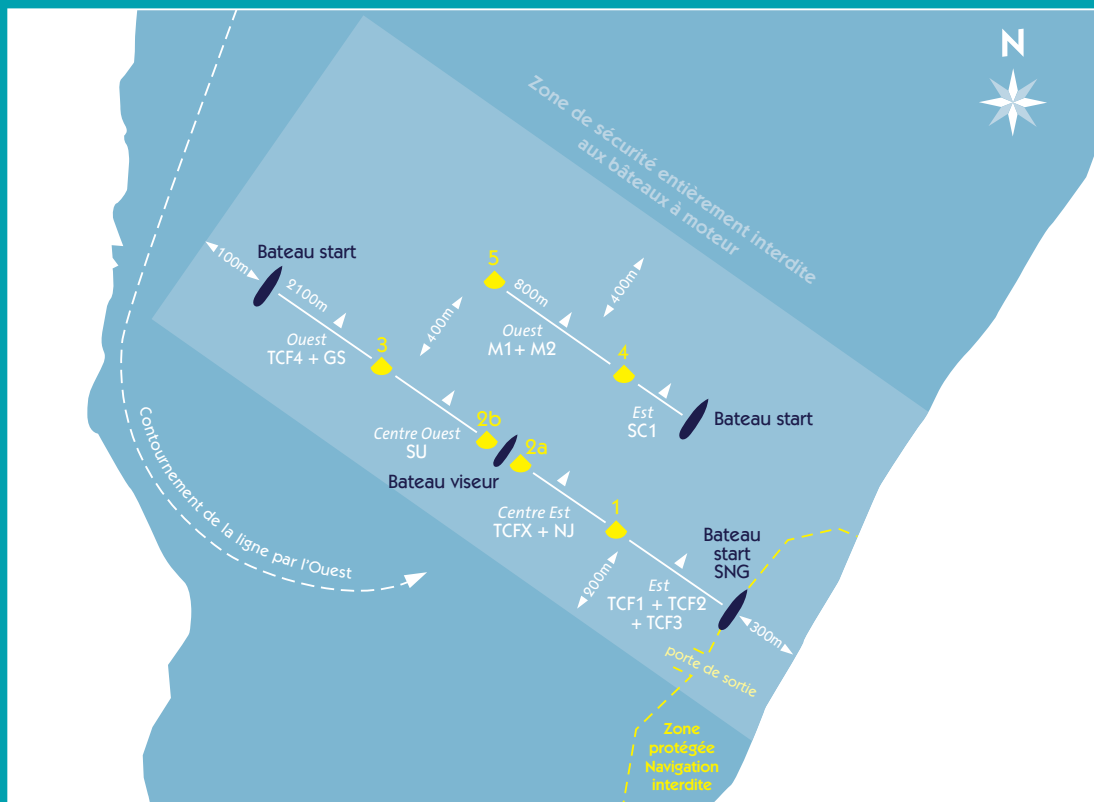 N
Zone de sécurité entièrement interdite
aux bâteaux à
moteur
Bateau start
100m
2100m
Ouest
TCF4 + GS
3
400m
5
800m
Ouest
M1+ M2
400m
4
Est
SC1
Bateau start
Centre Ouest
SU
2b
2a
Bateau viseur
Centre Est
TCFX + NJ
1
200m
Est
TCF1 + TCF2
+ TCF3
Bateau
start
SNG
300m
porte de sortie
Zone
protégée
Navigation
interdite
Contournement de la ligne par l'Ouest